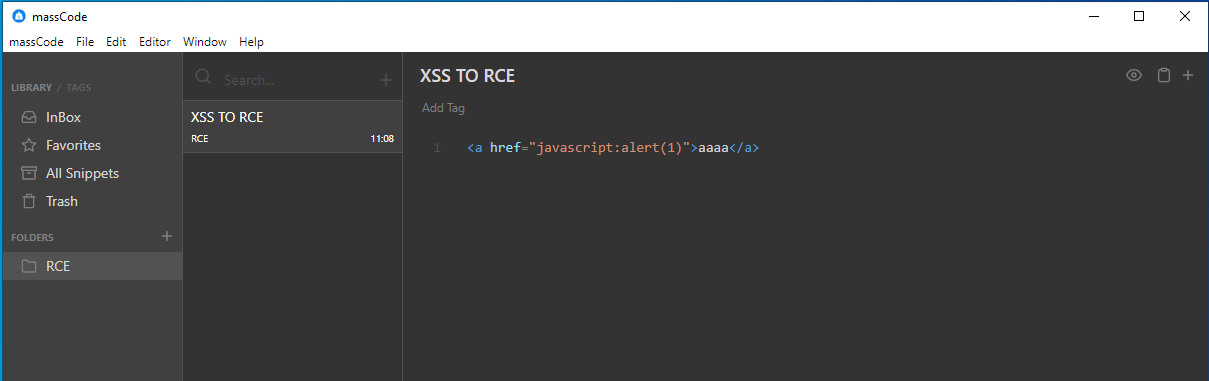 massCode
massCode File Edit Editor Window Help
LIBRARY / TAGS
InBox
Favorites
All Snippets
Trash
FOLDERS
RCE
Search...
XSS TO RCE
RCE 11:08
XSS TO RCE
Add Tag
1 <a href="javascript:alert(1)">aaaa</a>